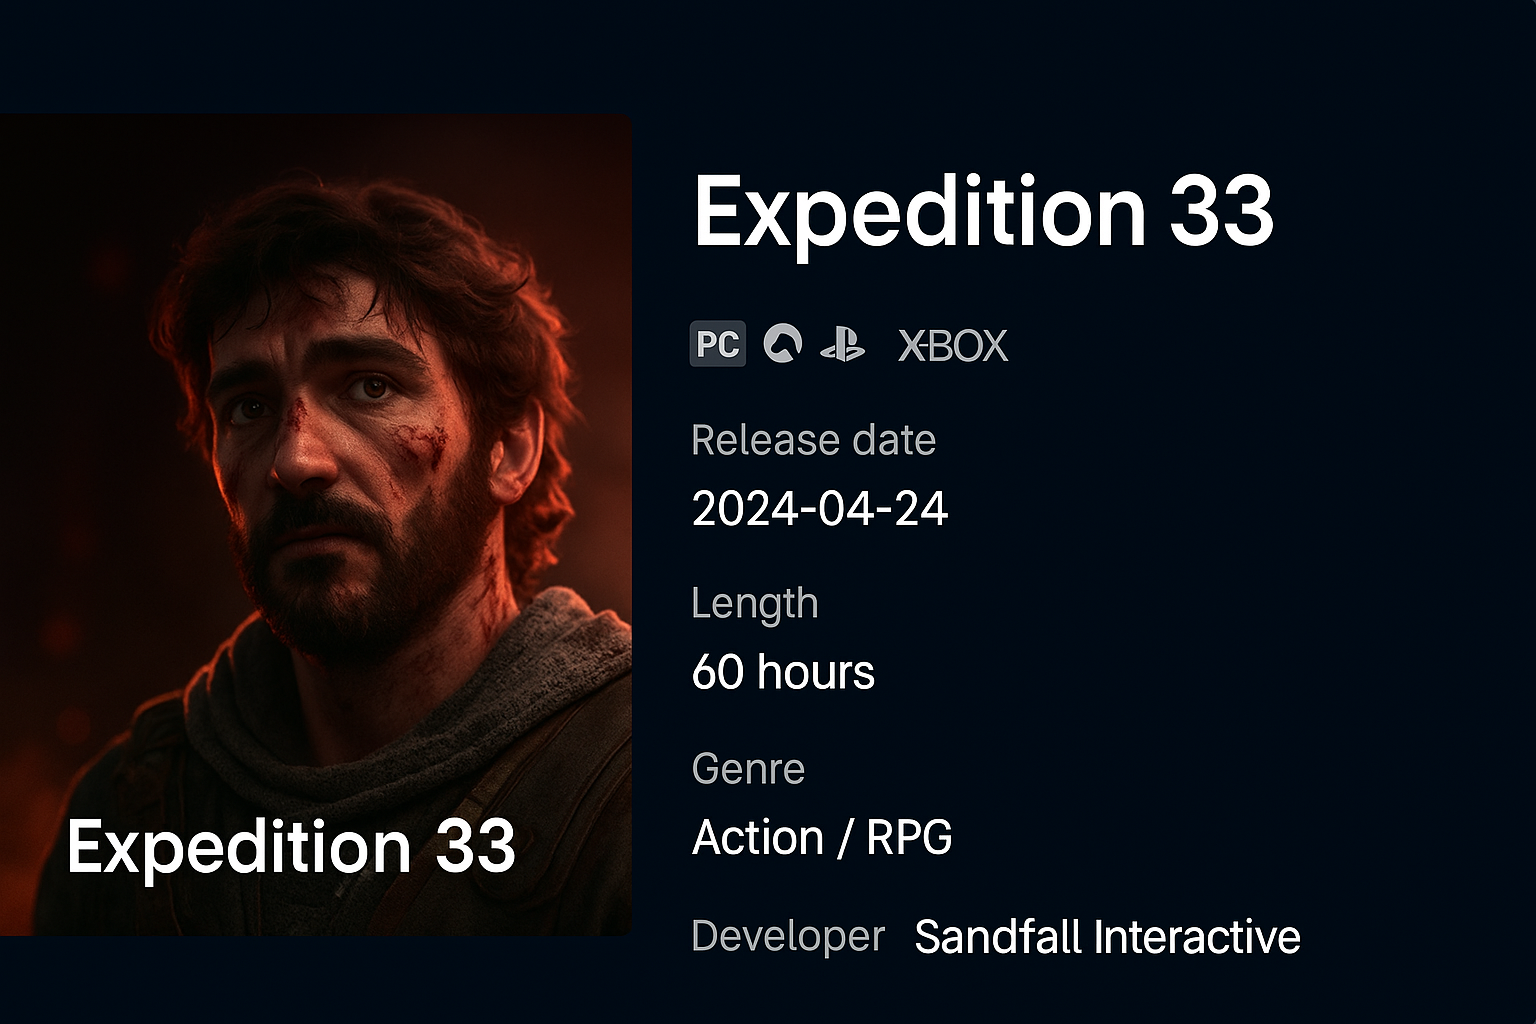 Expedition 33
Expedition 33
PC XBOX
Release date
2024-04-24
Length
60 hours
Genre
Action / RPG
Developer Sandfall Interactive